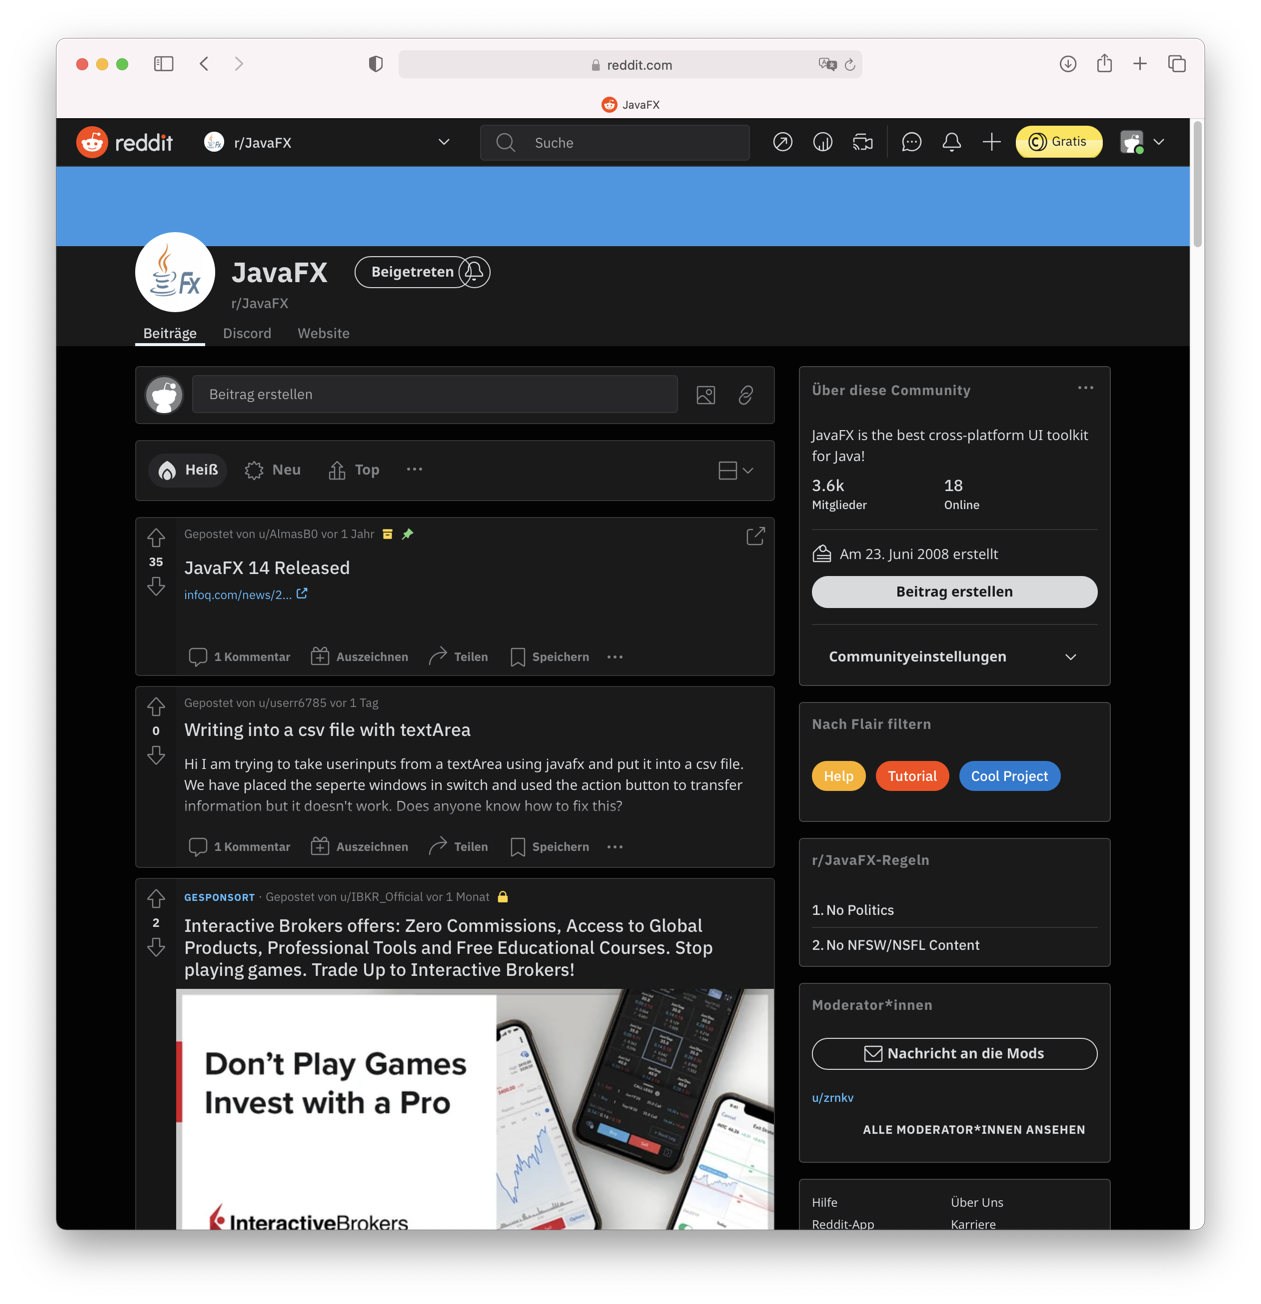 reddit.com
JavaFX
reddit
r/JavaFX
Suche
Gratis
Fx
JavaFX
Beigetreten
r/JavaFX
Beiträge
Discord
Website
Beitrag erstellen
Heiß
Neu
Top
Gepostet von u/AlmasB0 vor 1 Jahr
35
JavaFX 14 Released
infoq.com/news/2...
1 Kommentar
Auszeichnen
Teilen
Speichern
Gepostet von u/userr6785 vor 1 Tag
0
Writing into a csv file with textArea
Hi I am trying to take userinputs from a textArea using javafx and put it into a csv file.
We have placed the seperte windows in switch and used the action button to transfer
information but it doesn't work. Does anyone know how to fix this?
1 Kommentar
Auszeichnen
Teilen
Speichern
GESPONSORT · Gepostet von u/IBKR_Official vor 1 Monat
2
Interactive Brokers offers: Zero Commissions, Access to Global
Products, Professional Tools and Free Educational Courses. Stop
playing games. Trade Up to Interactive Brokers!
Don't Play Games
Invest with a Pro
InteractiveBrokers
Über diese Community
JavaFX is the best cross-platform UI toolkit
for Java!
3.6k
18
Mitglieder
Online
Am 23. Juni 2008 erstellt
Beitrag erstellen
Communityeinstellungen
Nach Flair filtern
Help
Tutorial
Cool Project
r/JavaFX-Regeln
1. No Politics
2. No NFSW/NSFL Content
Moderator*innen
Nachricht an die Mods
u/zrnkv
ALLE MODERATOR*INNEN ANSEHEN
Hilfe
Über Uns
Reddit-App
Karriere